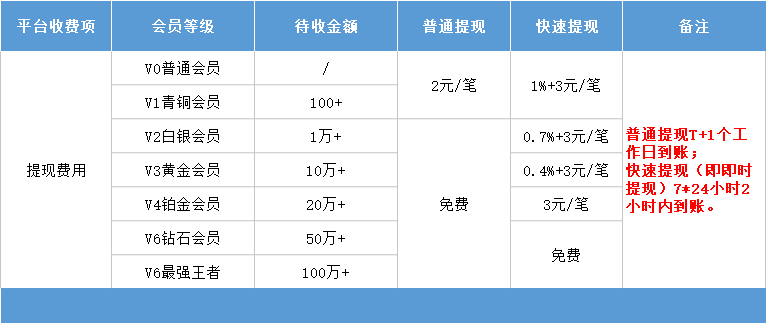 平台收费项 会员等级 待收金额 普通提现 快速提现 备注
提现费用
V0普通会员 /
V1青铜会员 100+
2元/笔 1%+3元/笔
V2白银会员 1万+ 0.7%+3元/笔
V3黄金会员 10万+ 0.4%+3元/笔
V4铂金会员 20万+ 免费 3元/笔
V6钻石会员 50万+
V6最强王者 100万+
免费
普通提现T+1个工
作日到账；
快速提现（即即时
提现）7*24小时2
小时内到账。